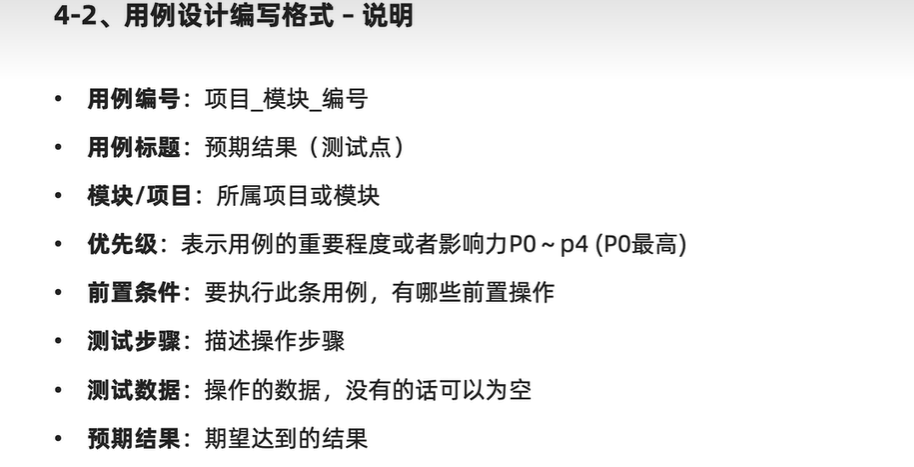 4-2、用例设计编写格式 – 说明
• 用例编号：项目_模块_编号
• 用例标题：预期结果（测试点）
• 模块/项目：所属项目或模块
• 优先级：表示用例的重要程度或者影响力P0～p4 (P0最高)
• 前置条件：要执行此条用例，有哪些前置操作
• 测试步骤：描述操作步骤
• 测试数据：操作的数据，没有的话可以为空
• 预期结果：期望达到的结果